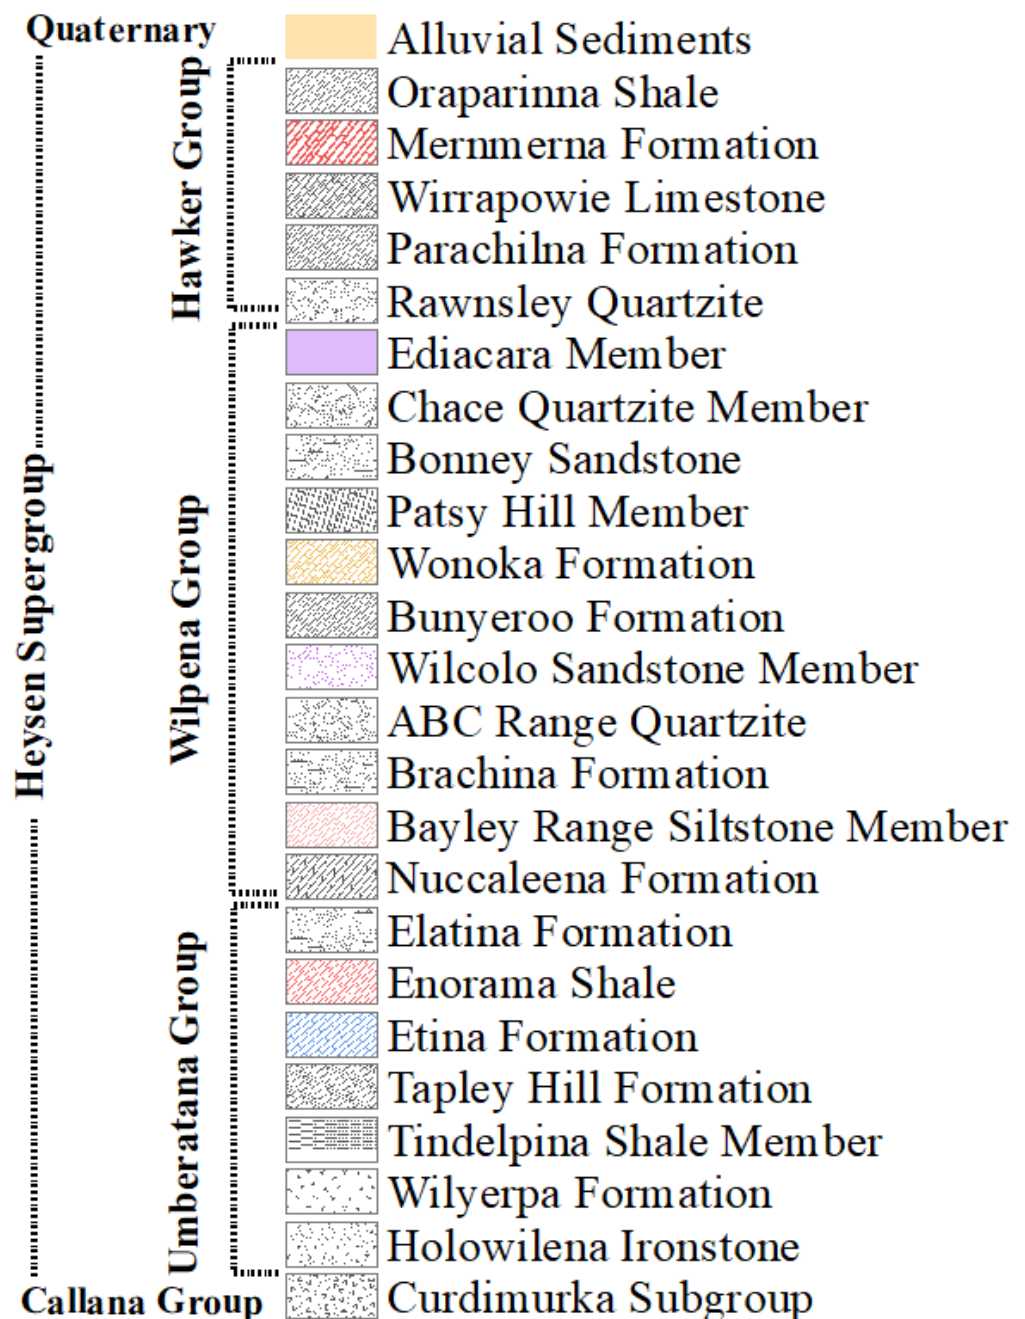 Quaternary
Alluvial Sediments
Heysen Supergroup
Hawker Group
Oraparinna Shale
Mernmerna Formation
Wirrapowie Limestone
Parachilna Formation
Rawnsley Quartzite
Wilpena Group
Ediacara Member
Chace Quartzite Member
Bonney Sandstone
Patsy Hill Member
Wonoka Formation
Bunyeroo Formation
Wilcolo Sandstone Member
ABC Range Quartzite
Brachina Formation
Bayley Range Siltstone Member
Nuccaleena Formation
Umberatana Group
Elatina Formation
Enorama Shale
Etina Formation
Tapley Hill Formation
Tindelpina Shale Member
Wilyerpa Formation
Holowilena Ironstone
Callana Group
Curdimurka Subgroup